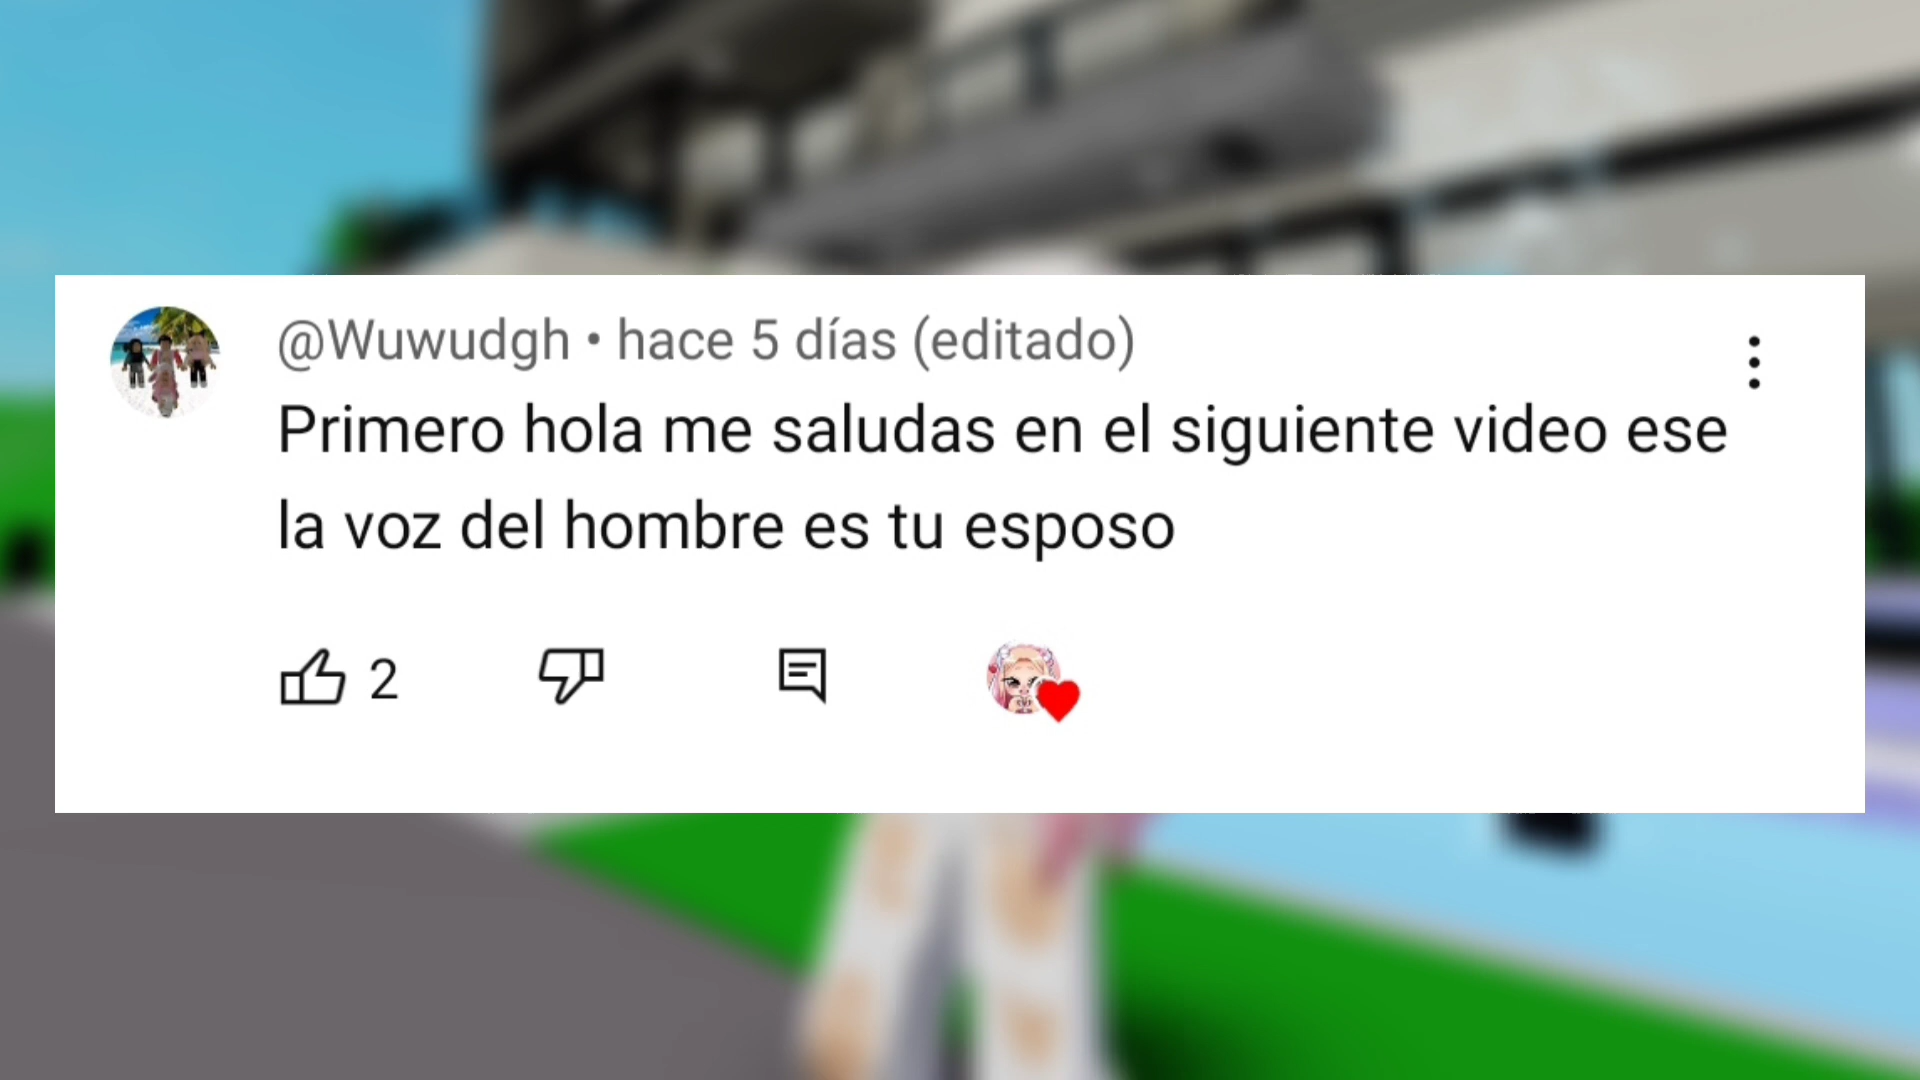 @Wuwudgh • hace 5 días (editado)
Primero hola me saludas en el siguiente video ese
la voz del hombre es tu esposo
2